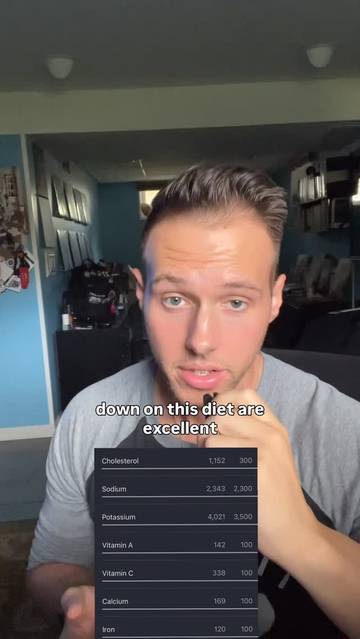 down on this diet are
excellent
Cholesterol 1,152 300
Sodium 2,343 2,300
Potassium 4,021 3,500
Vitamin A 142 100
Vitamin C 338 100
Calcium 169 100
Iron 120 100